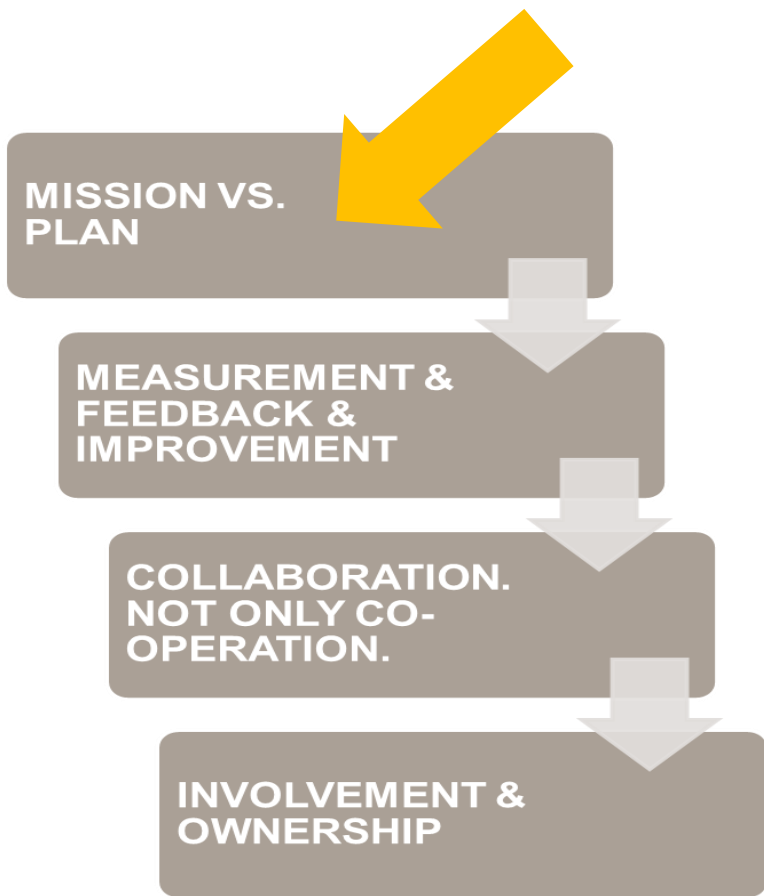 MISSION VS.
PLAN
MEASUREMENT &
FEEDBACK &
IMPROVEMENT
COLLABORATION.
NOT ONLY CO-
OPERATION.
INVOLVEMENT &
OWNERSHIP